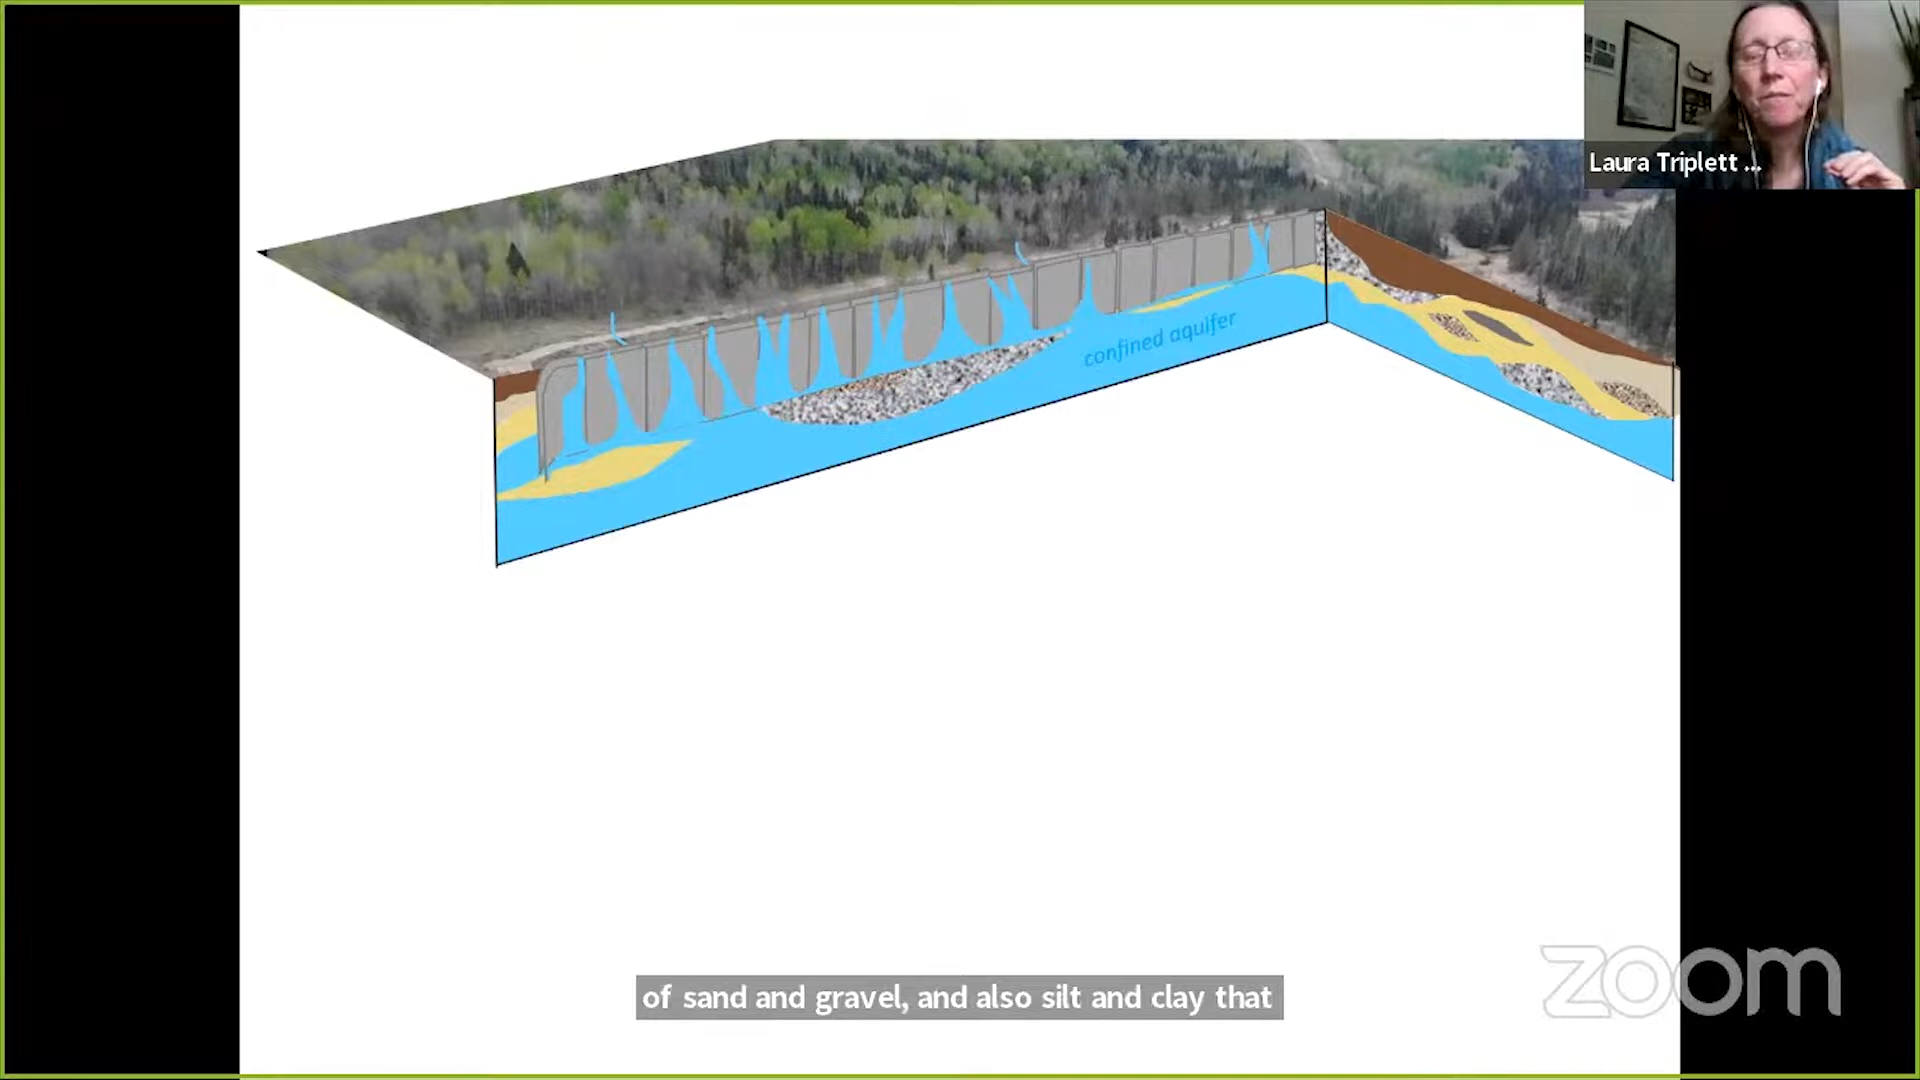 Laura Triplett ...
confined aquifer
of sand and gravel, and also silt and clay that
zoom